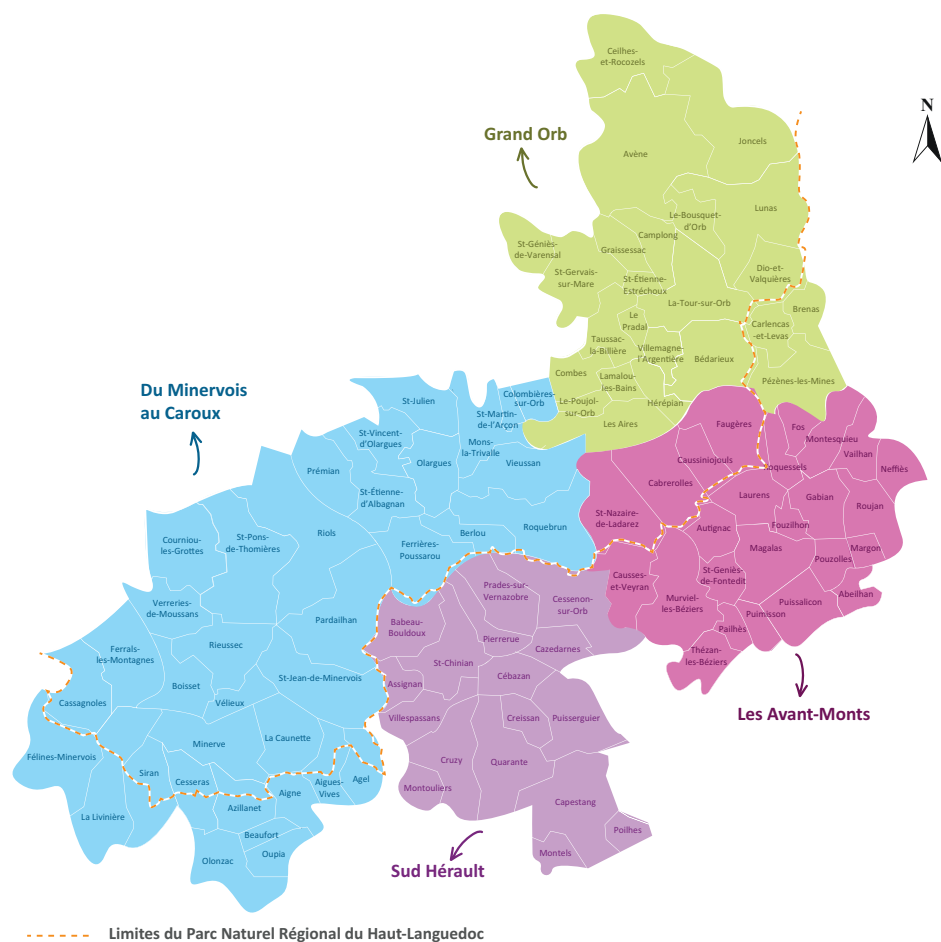 Ceilhes-
et-Rocozels
N
Grand Orb
Joncels
Avène
Lunas
Le-Bousquet-
d'Orb
Camplong
St-Géniès-
de-Varensal
Graissessac
St-Gervais-
sur-Mare
Dio-et-
Valquières
St-Étienne-
Estréchoux
La-Tour-sur-Orb
Brenas
Le
Pradal
Carlencas
-et-Levas
Taussac-
la-Billière
Villemagne-
l'Argentière
Bédarieux
Combes
Lamalou-
les-Bains
Pézènes-les-Mines
Le-Poujol-
sur-Orb
Hérépian
Les Aires
Du Minervois
au Caroux
St-Julien
Colombières-
sur-Orb
St-Martin-
de-l'Arçon
St-Vincent-
d'Olargues
Mons-
la-Trivalle
Olargues
Vieussan
Prémian
St-Étienne-
d'Albagnan
Roquebrun
Berlou
Riols
Ferrières-
Poussarou
St-Pons-
de-Thomières
Courniou-
les-Grottes
Verreries-
de-Moussans
Pardailhan
Rieussec
Ferrals-
les-Montagnes
St-Jean-de-Minervois
Boisset
Vélieux
Cassagnoles
La Caunette
Minerve
Félines-Minervois
Siran
Cesseras
Aigne
Aigues-
Vives
Agel
La Livinière
Azillanet
Beaufort
Oupia
Olonzac
Faugères
Fos
Montesquieu
Vailhan
Neffiès
Caussiniojouls
Roquessels
Cabrerolles
Laurens
Gabian
Roujan
St-Nazaire-
de-Ladarez
Autignac
Fouzilhon
Magalas
Margon
Pouzolles
Causses-
et-Veyran
St-Geniès-
de-Fontedit
Abeilhan
Murviel-
les-Béziers
Puissalicon
Puimisson
Pailhès
Thézan-
les-Béziers
Les Avant-Monts
Prades-sur-
Vernazobre
Cessenon-
sur-Orb
Babeau-
Bouldoux
Pierrerue
Cazedarnes
St-Chinian
Cébazan
Assignan
Villespassans
Creissan
Puisserguier
Cruzy
Quarante
Montouliers
Capestang
Poilhes
Montels
Sud Hérault
Limites du Parc Naturel Régional du Haut-Languedoc